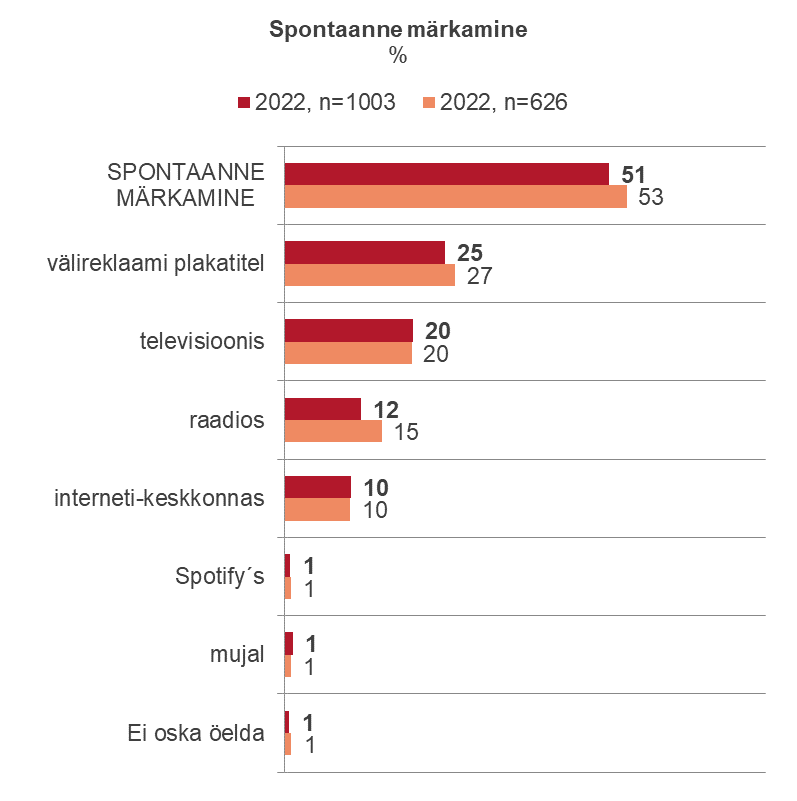 Spontaanne märkamine
%
2022, n=1003 2022, n=626
SPONTAANNE
MÄRKAMINE
51
53
välireklaami plakatitel
25
27
televisioonis
20
20
raadios
12
15
interneti-keskkonnas
10
10
Spotify´s
1
1
mujal
1
1
Ei oska öelda
1
1